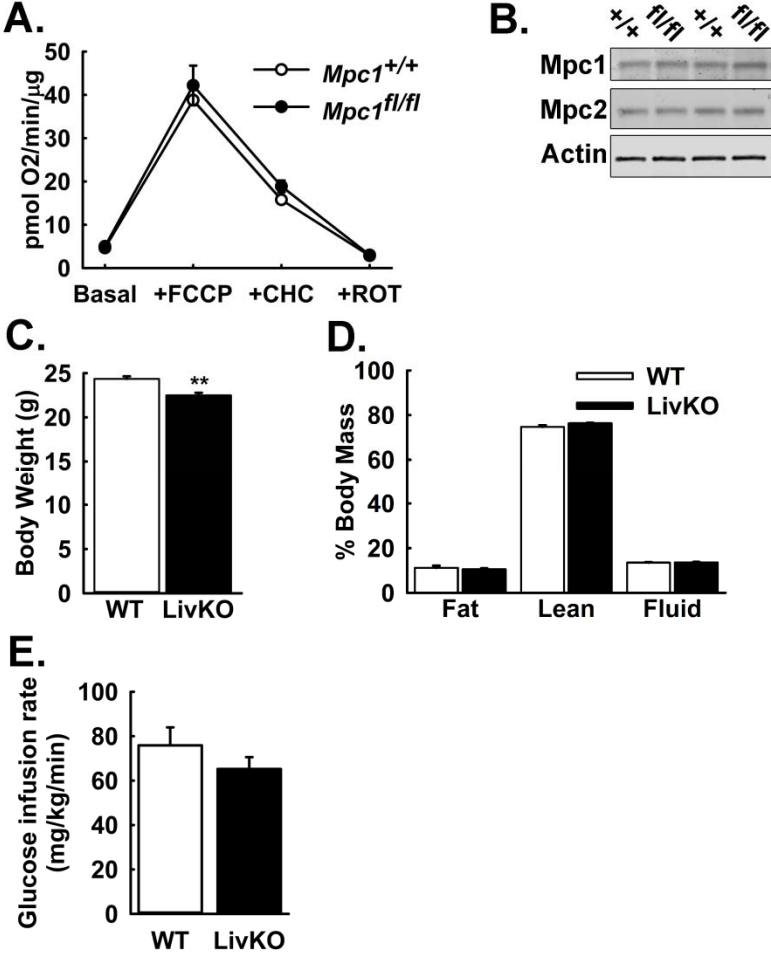 A.
pmol O2/min/μg
50
40
30
20
10
0
Basal +FCCP +CHC +ROT
Mpc1+/+
Mpc1fl/fl
B.
+/+ fl/fl +/+ fl/fl
Mpc1
Mpc2
Actin
C.
Body Weight (g)
25
20
15
10
5
0
**
WT LivKO
D.
% Body Mass
100
80
60
40
20
0
WT
LivKO
Fat Lean Fluid
E.
Glucose infusion rate
(mg/kg/min)
100
80
60
40
20
0
WT LivKO